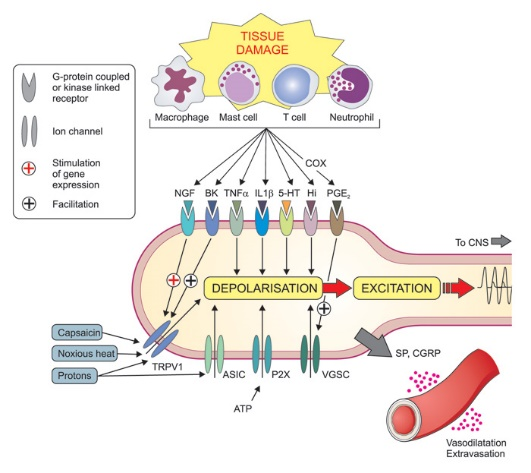 TISSUE
DAMAGE
G-protein coupled
or kinase linked
receptor
Ion channel
Stimulation
of gene
expression
Facilitation
Macrophage Mast cell T cell Neutrophil
COX
NGF BK TNFα IL1β 5-HT Hi PGE₂
To CNS
DEPOLARISATION
EXCITATION
Capsaicin
Noxious heat
Protons
TRPV1
ASIC
P2X
VGSC
ATP
SP, CGRP
Vasodilatation
Extravasation